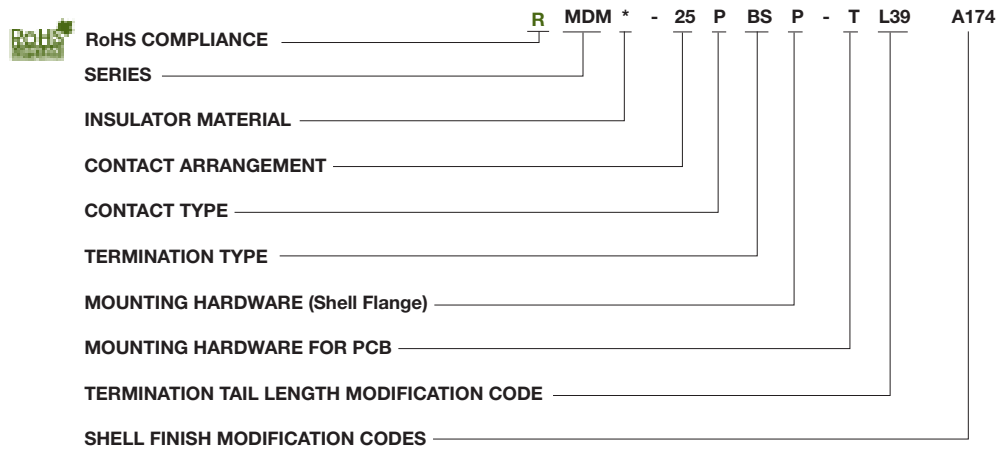 R MDM * - 25 P BS P - T L39 A174
RoHS
RoHS COMPLIANCE
SERIES
INSULATOR MATERIAL
CONTACT ARRANGEMENT
CONTACT TYPE
TERMINATION TYPE
MOUNTING HARDWARE (Shell Flange)
MOUNTING HARDWARE FOR PCB
TERMINATION TAIL LENGTH MODIFICATION CODE
SHELL FINISH MODIFICATION CODES